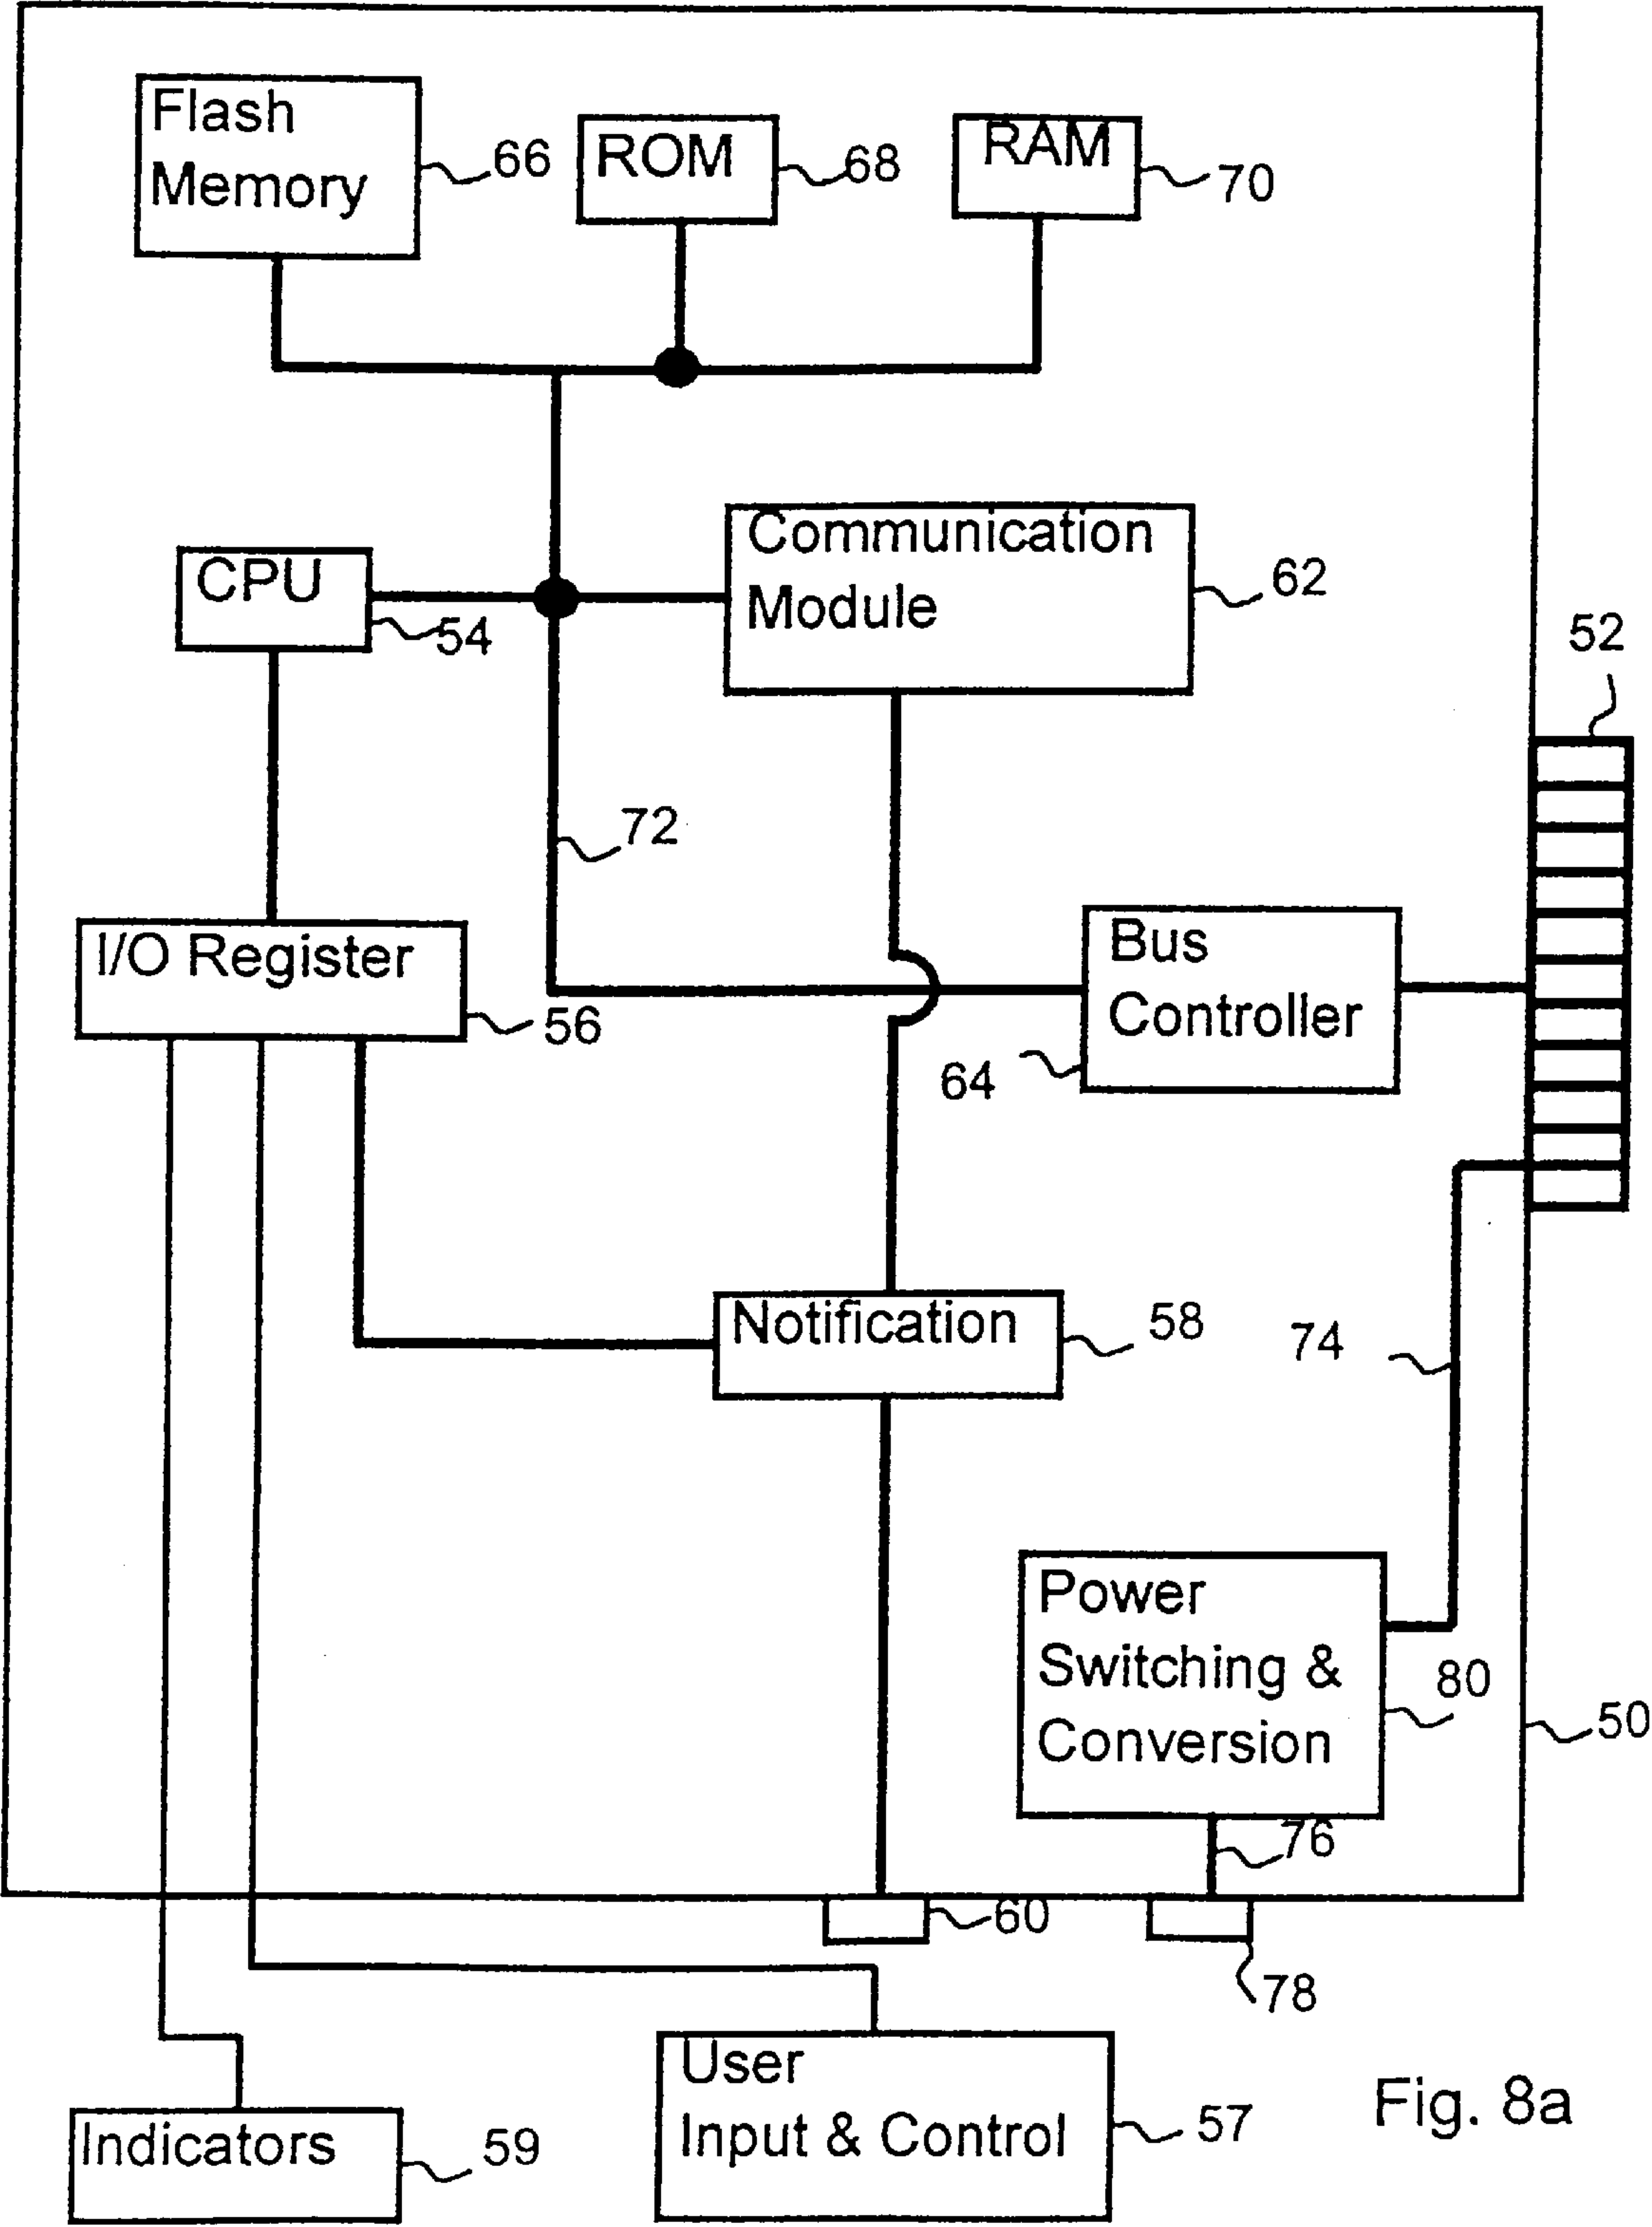 Flash
Memory
66
ROM
68
RAM
70
CPU
54
Communication
Module
62
52
72
I/O Register
56
Bus
Controller
64
Notification
58
74
Power
Switching &
Conversion
80
50
76
60
78
User
Input & Control
57
Indicators
59
Fig. 8a